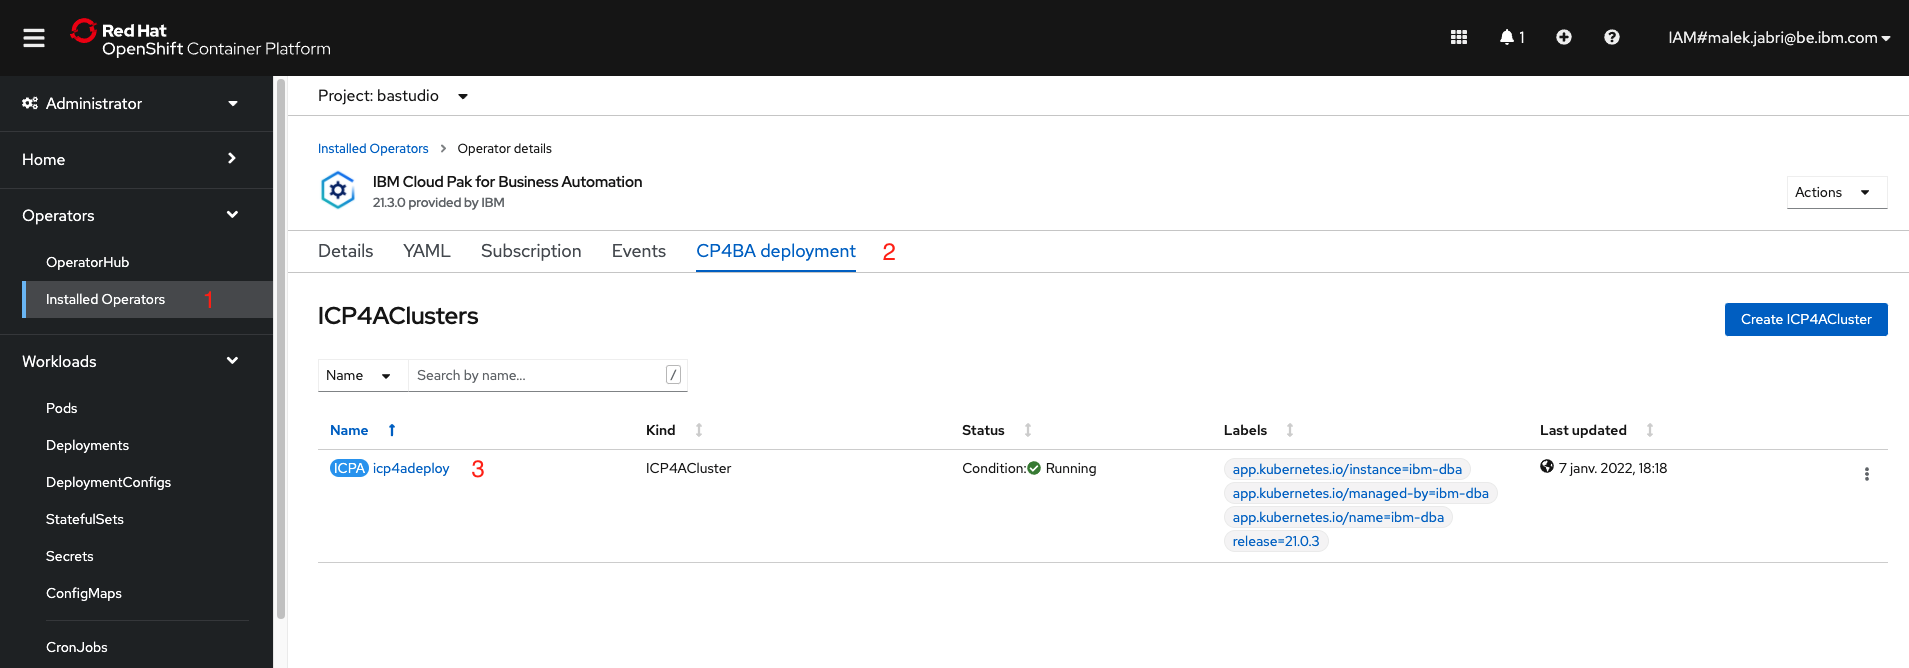 Red Hat
OpenShift Container Platform
1
IAM#malek.jabri@be.ibm.com
Administrator
Home
Operators
OperatorHub
Installed Operators 1
Workloads
Pods
Deployments
DeploymentConfigs
StatefulSets
Secrets
ConfigMaps
CronJobs
Project: bastudio
Installed Operators > Operator details
IBM Cloud Pak for Business Automation
21.3.0 provided by IBM
Actions
Details YAML Subscription Events CP4BA deployment 2
ICP4AClusters
Create ICP4ACluster
Name Search by name... /
Name Kind Status Labels Last updated
ICPA icp4adeploy 3 ICP4ACluster Condition: Running app.kubernetes.io/instance=ibm-dba 7 janv. 2022, 18:18
app.kubernetes.io/managed-by=ibm-dba
app.kubernetes.io/name=ibm-dba
release=21.0.3